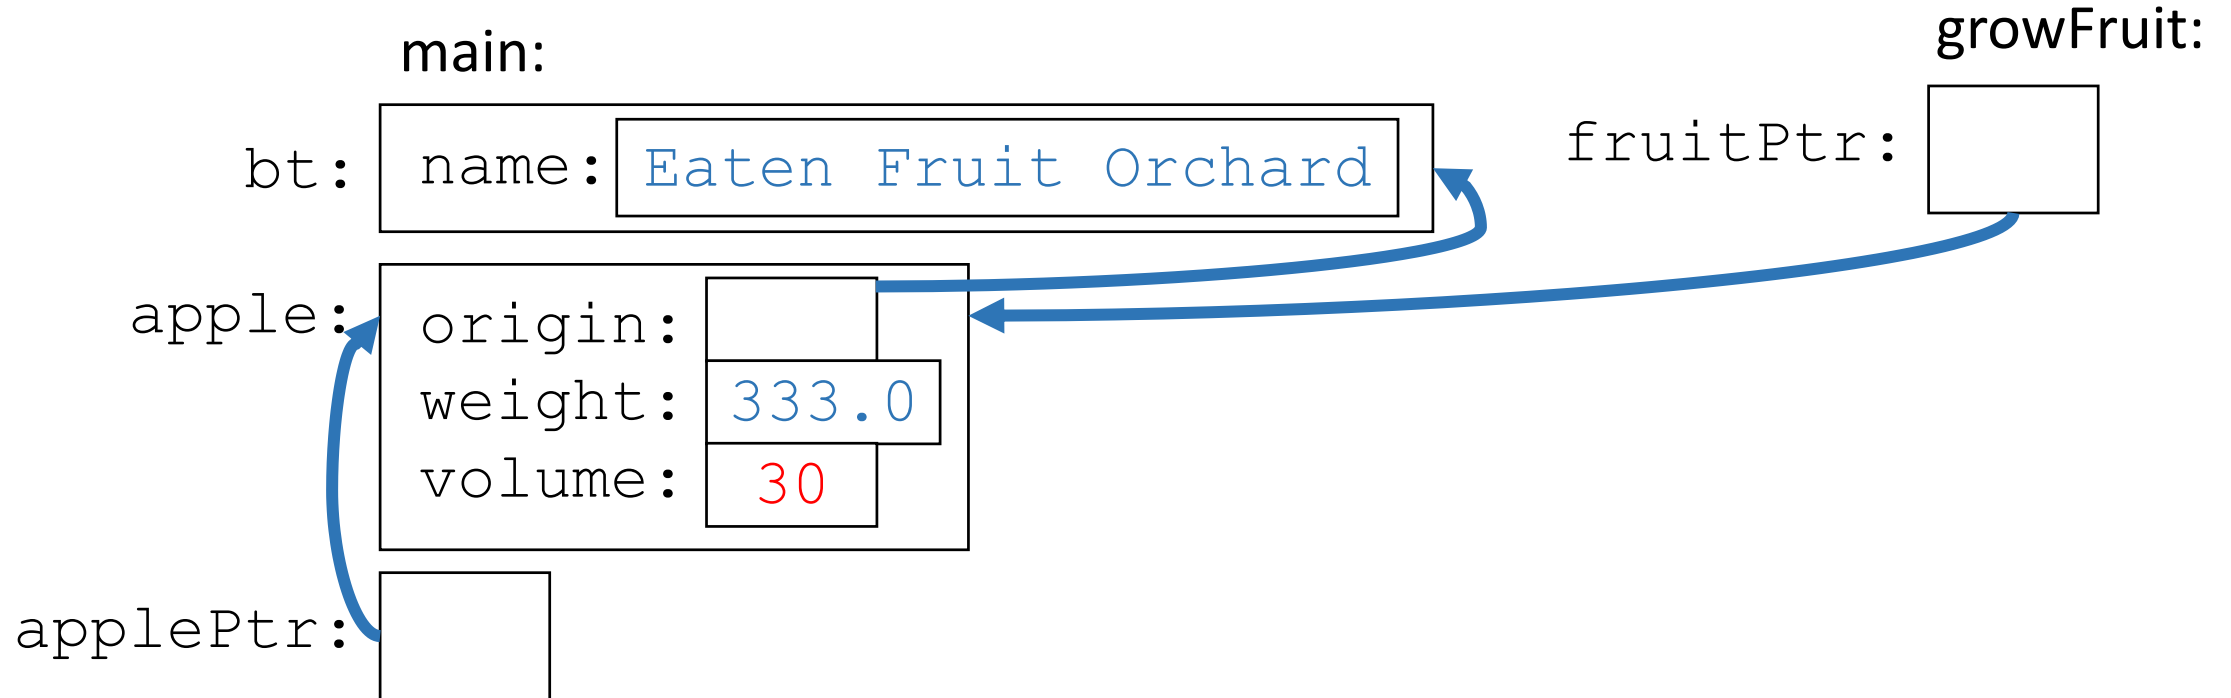 main:
growFruit:
bt: name: Eaten Fruit Orchard
fruitPtr:
apple: origin:
weight: 333.0
volume: 30
applePtr: